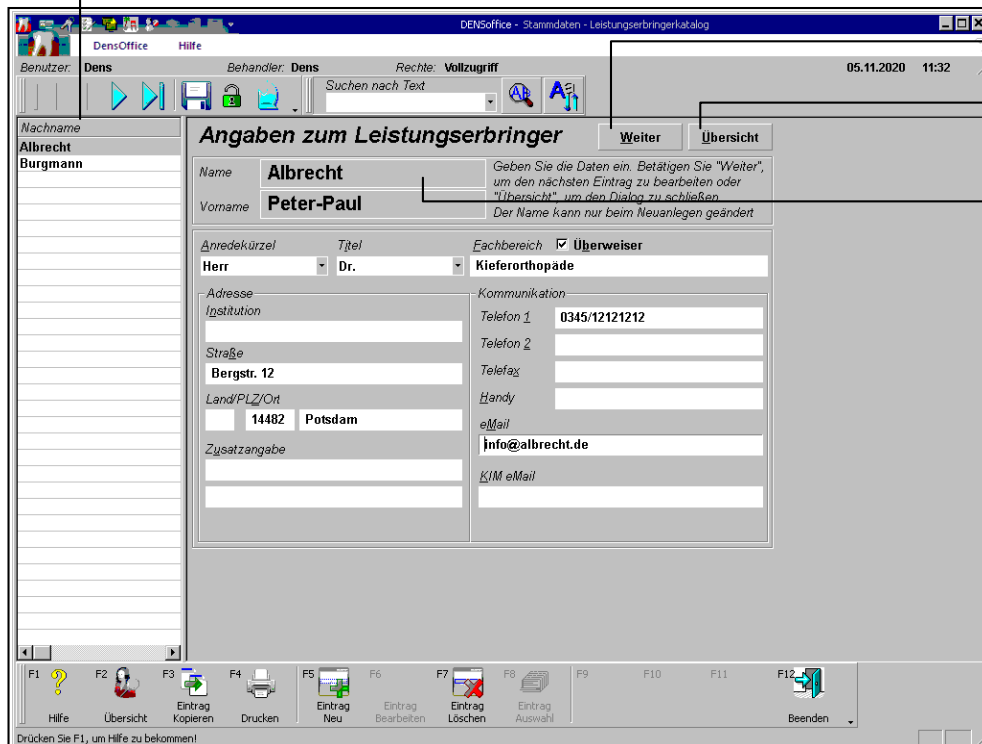 DENSoffice - Stammdaten - Leistungserbringerkatalog
DensOffice Hilfe
Benutzer: Dens Behandler: Dens Rechte: Vollzugriff 05.11.2020 11:32
Suchen nach Text
Nachname
Albrecht
Burgmann
Angaben zum Leistungserbringer
Weiter Übersicht
Name Albrecht
Vorname Peter-Paul
Geben Sie die Daten ein. Betätigen Sie "Weiter",
um den nächsten Eintrag zu bearbeiten oder
"Übersicht", um den Dialog zu schließen
Der Name kann nur beim Neuanlegen geändert
Anredekürzel Titel Fachbereich Überweiser
Herr Dr. Kieferorthopäde
Adresse
Institution
Straße
Bergstr. 12
Land/PLZ/Ort
14482 Potsdam
Zusatzangabe
Kommunikation
Telefon 1 0345/12121212
Telefon 2
Telefax
Handy
eMail
info@albrecht.de
KIM eMail
F1 Hilfe
F2 Übersicht
F3 Eintrag Kopieren
F4 Drucken
F5 Eintrag Neu
F6 Eintrag Bearbeiten
F7 Eintrag Löschen
F8 Eintrag Auswahl
F9
F10
F11
F12 Beenden
Drücken Sie F1, um Hilfe zu bekommen!